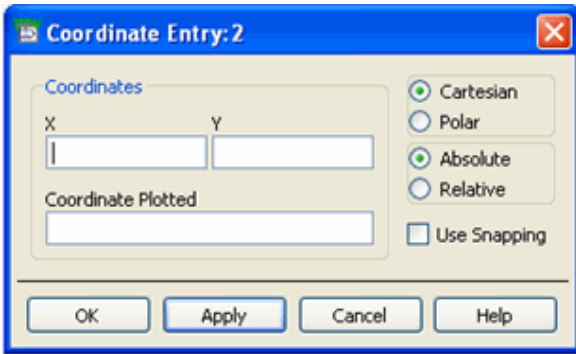 Coordinate Entry:2
Coordinates
X Y
Coordinate Plotted
Cartesian
Polar
Absolute
Relative
Use Snapping
OK Apply Cancel Help